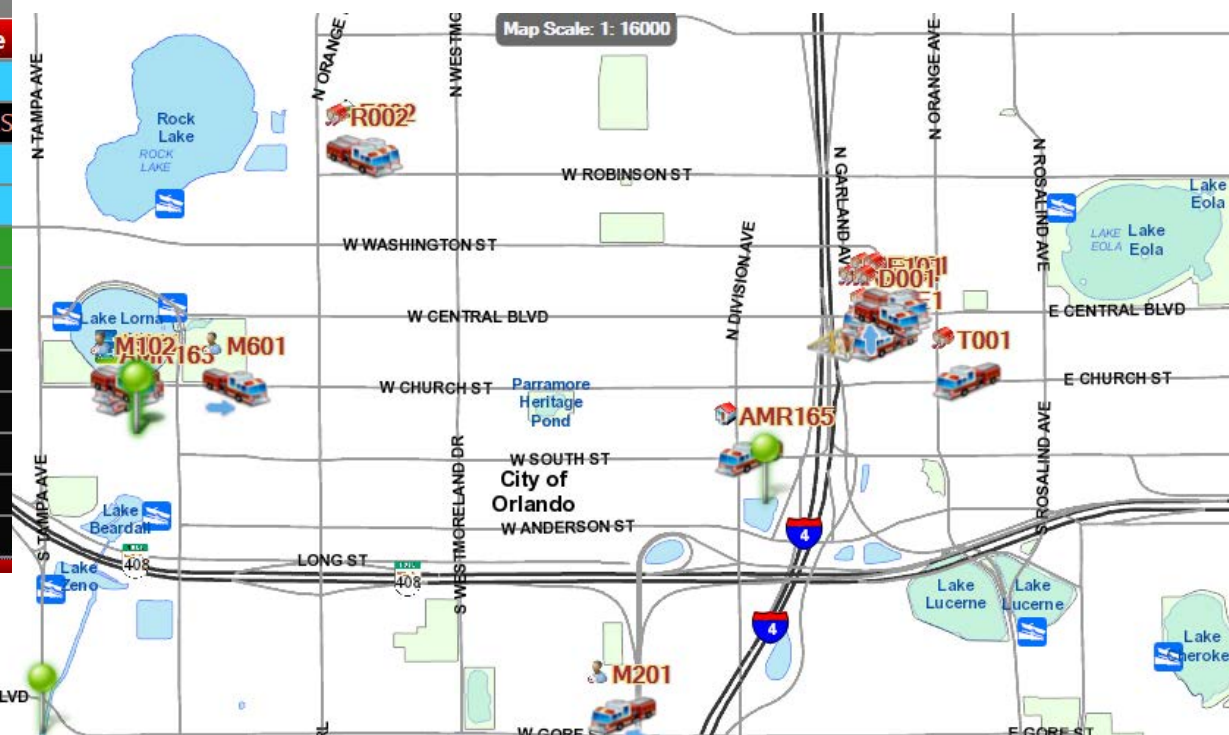 Map Scale: 1: 16000
e
S
N TAMPA AVE
Rock
Lake
ROCK
LAKE
N ORANGE
R002
N WESTMO
W ROBINSON ST
N GARLAND AV
N ORANGE AVE
N ROSALIND AVE
Lake
Eola
LAKE
EOLA
Lake
Eola
W WASHINGTON ST
N DIVISION AVE
D001
E CENTRAL BLVD
Lake Lorna
W CENTRAL BLVD
M102
AMR163
M601
T001
W CHURCH ST
Parramore
Heritage
Pond
E CHURCH ST
AMR165
S TAMPA AVE
W SOUTH ST
City of
Orlando
S WESTMORELAND DR
S ROSALIND AVE
Lake
Beardall
W ANDERSON ST
4
408
LONG ST
408
Lake
Zeno
Lake
Lucerne
Lake
Lucerne
4
Lake
Cheroke
M201
LVD
W GORE
E GORE ST